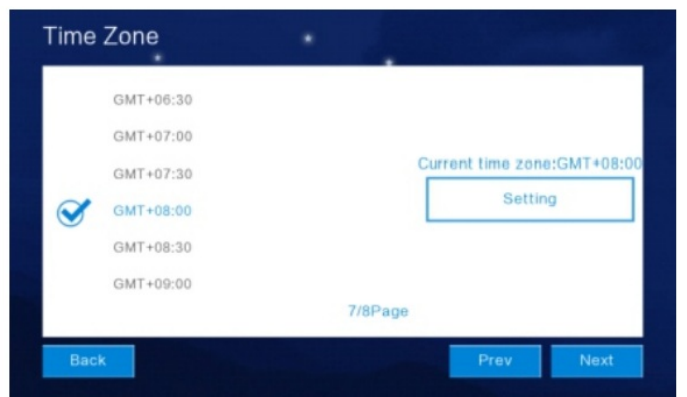 Time Zone
GMT+06:30
GMT+07:00
GMT+07:30
GMT+08:00
GMT+08:30
GMT+09:00
Current time zone:GMT+08:00
Setting
7/8Page
Back
Prev
Next